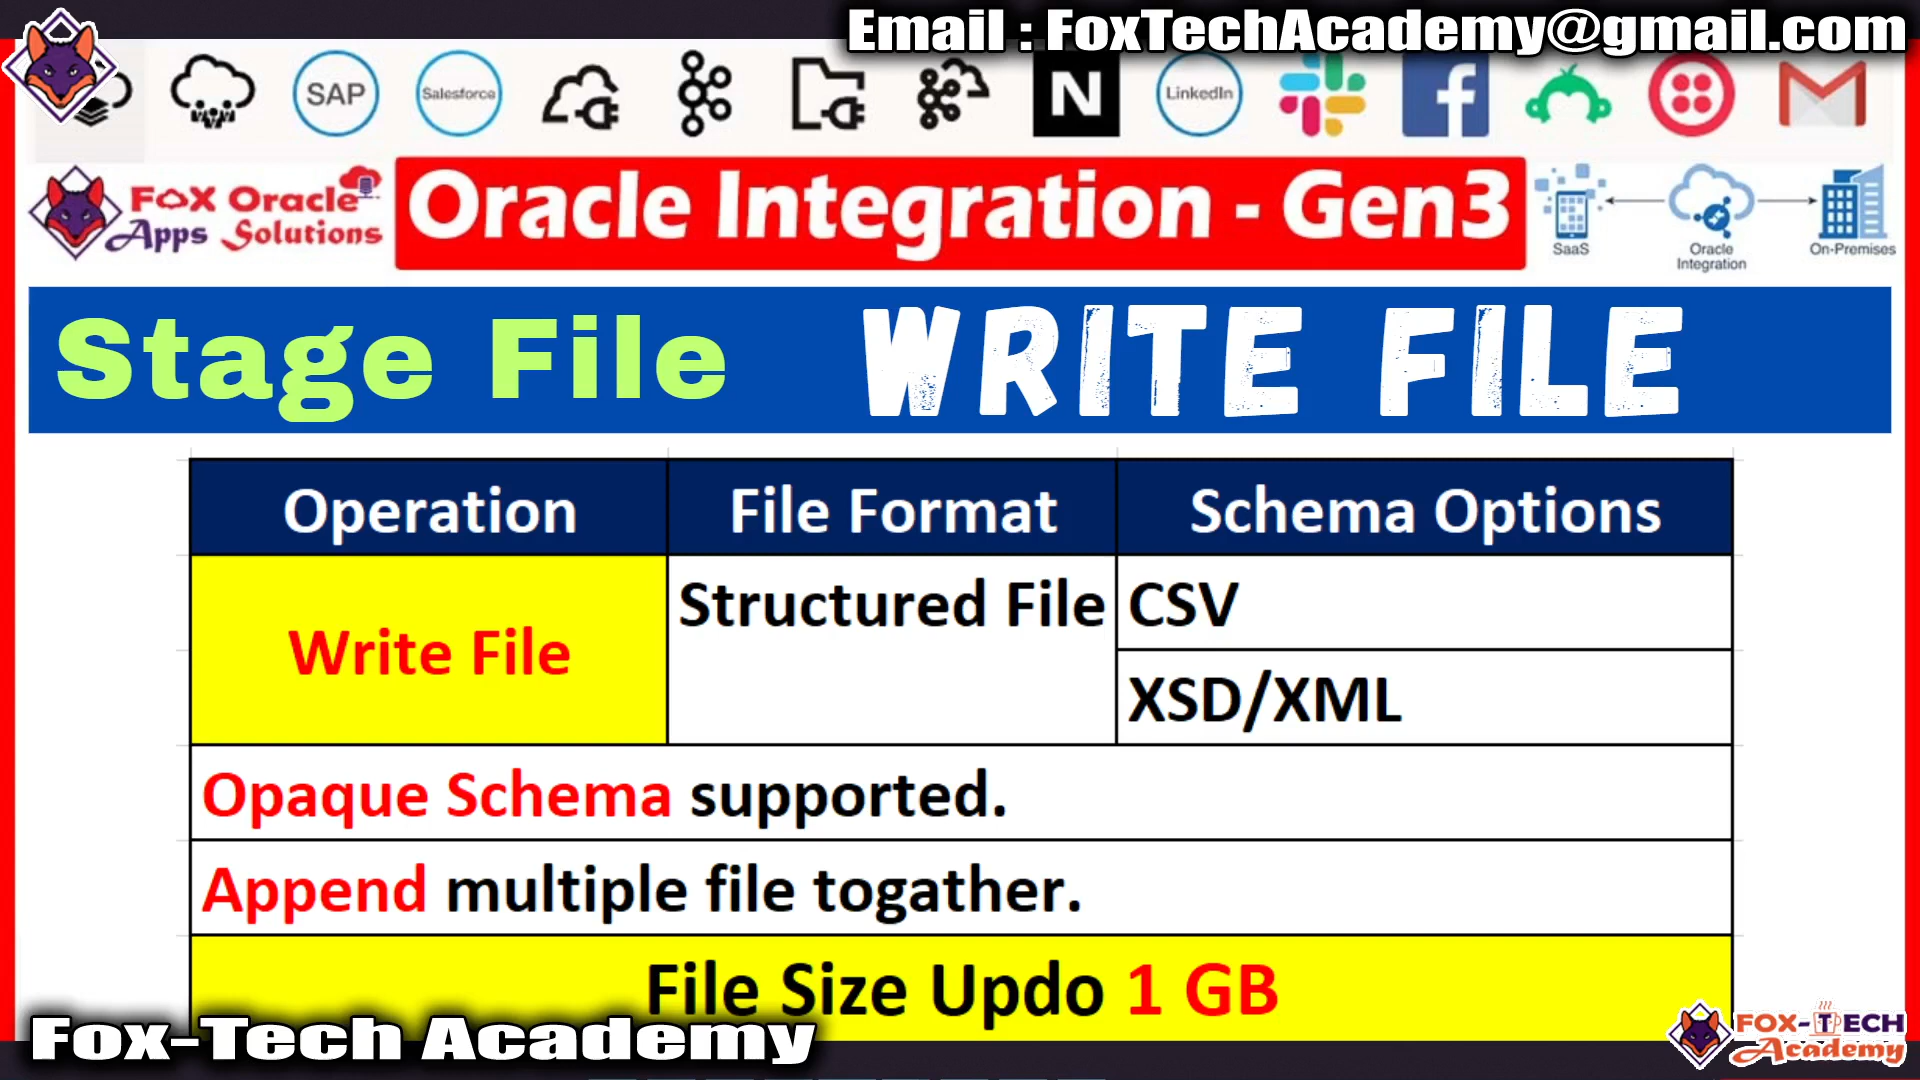 Email : FoxTechAcademy@gmail.com
SAP
Salesforce
N
LinkedIn
f
Fox Oracle
Apps Solutions
Oracle Integration - Gen3
SaaS
Oracle
Integration
On-Premises
Stage File WRITE FILE
Operation File Format Schema Options
Write File Structured File CSV
XSD/XML
Opaque Schema supported.
Append multiple file togather.
File Size Updo 1 GB
Fox-Tech Academy
FOX-TECH
Academy